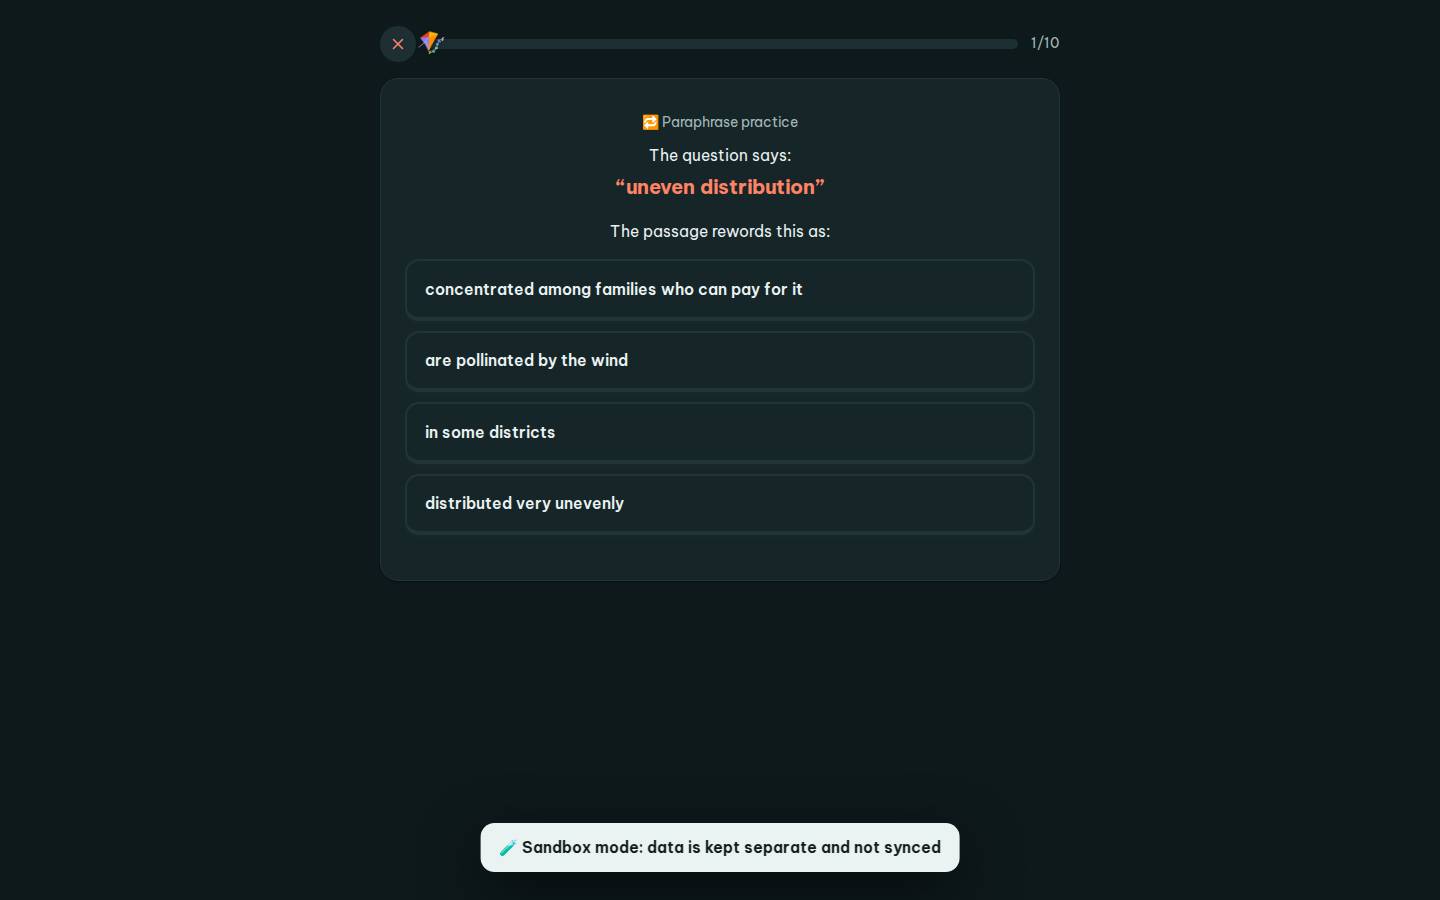 1/10
🔁 Paraphrase practice
The question says:
“uneven distribution”
The passage rewords this as:
concentrated among families who can pay for it
are pollinated by the wind
in some districts
distributed very unevenly
🧪 Sandbox mode: data is kept separate and not synced